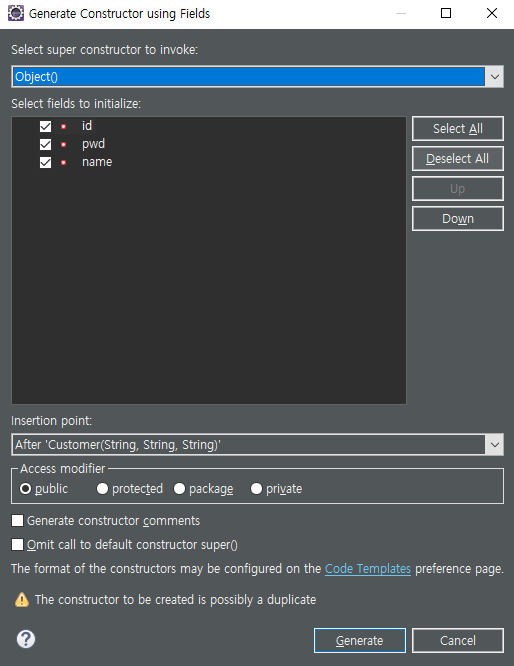 Generate Constructor using Fields
Select super constructor to invoke:
Object()
Select fields to initialize:
id
pwd
name
Select All
Deselect All
Up
Down
Insertion point:
After 'Customer(String, String, String)'
Access modifier
public protected package private
Generate constructor comments
Omit call to default constructor super()
The format of the constructors may be configured on the Code Templates preference page.
The constructor to be created is possibly a duplicate
?
Generate Cancel